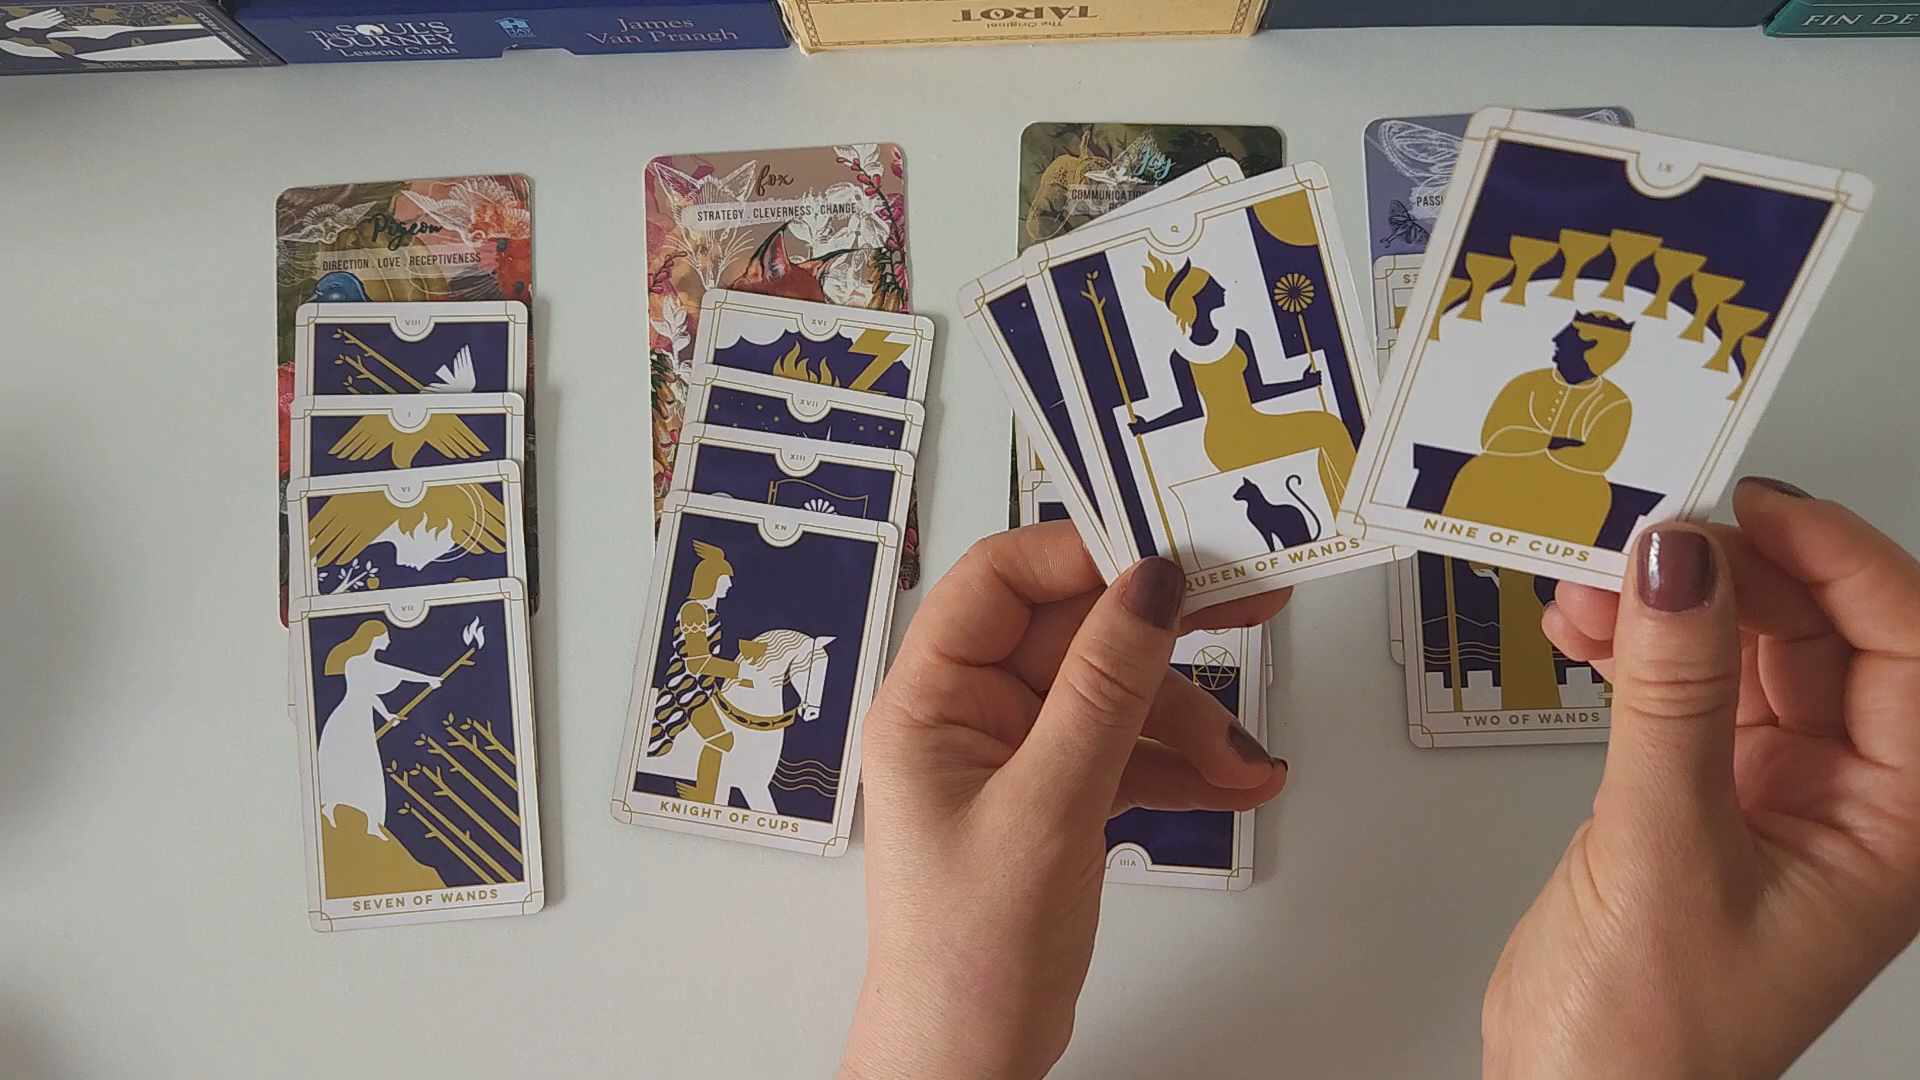 The SOUL'S
JOURNEY
Lesson Cards
HAY
James
Van Praagh
The Original
TAROT
FIN DE
Pigeon
DIRECTION . LOVE . RECEPTIVENESS
VIII
I
VI
VII
SEVEN OF WANDS
fox
STRATEGY . CLEVERNESS . CHANGE
XVI
XVII
XIII
KN
KNIGHT OF CUPS
Jay
Q
QUEEN OF WANDS
VIII
IX
NINE OF CUPS
TWO OF WANDS